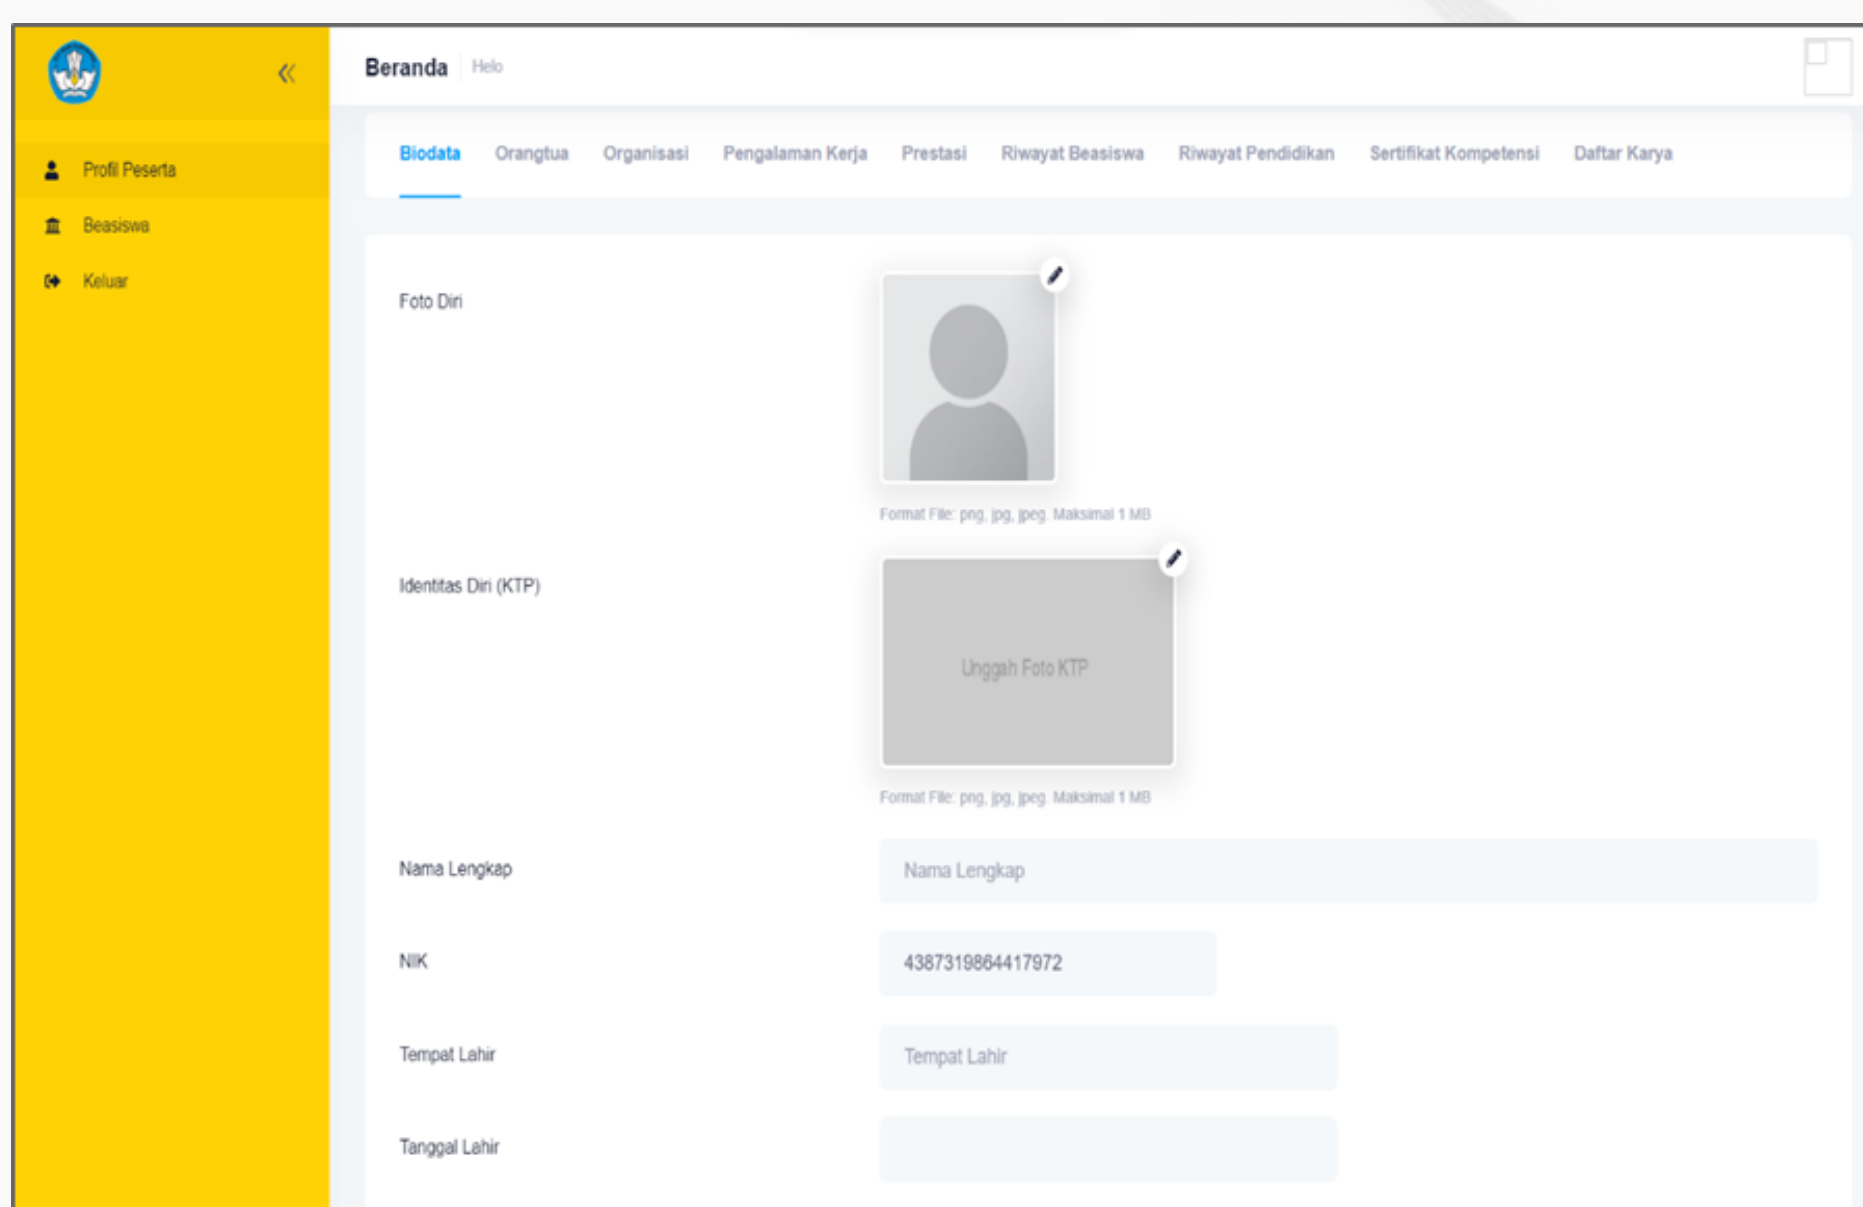 Beranda Helo
Profil Peserta
Beasiswa
Keluar
Biodata Orangtua Organisasi Pengalaman Kerja Prestasi Riwayat Beasiswa Riwayat Pendidikan Sertifikat Kompetensi Daftar Karya
Foto Diri
Format File: png, jpg, jpeg. Maksimal 1 MB
Identitas Diri (KTP)
Unggah Foto KTP
Format File: png, jpg, jpeg. Maksimal 1 MB
Nama Lengkap Nama Lengkap
NIK 4387319864417972
Tempat Lahir Tempat Lahir
Tanggal Lahir